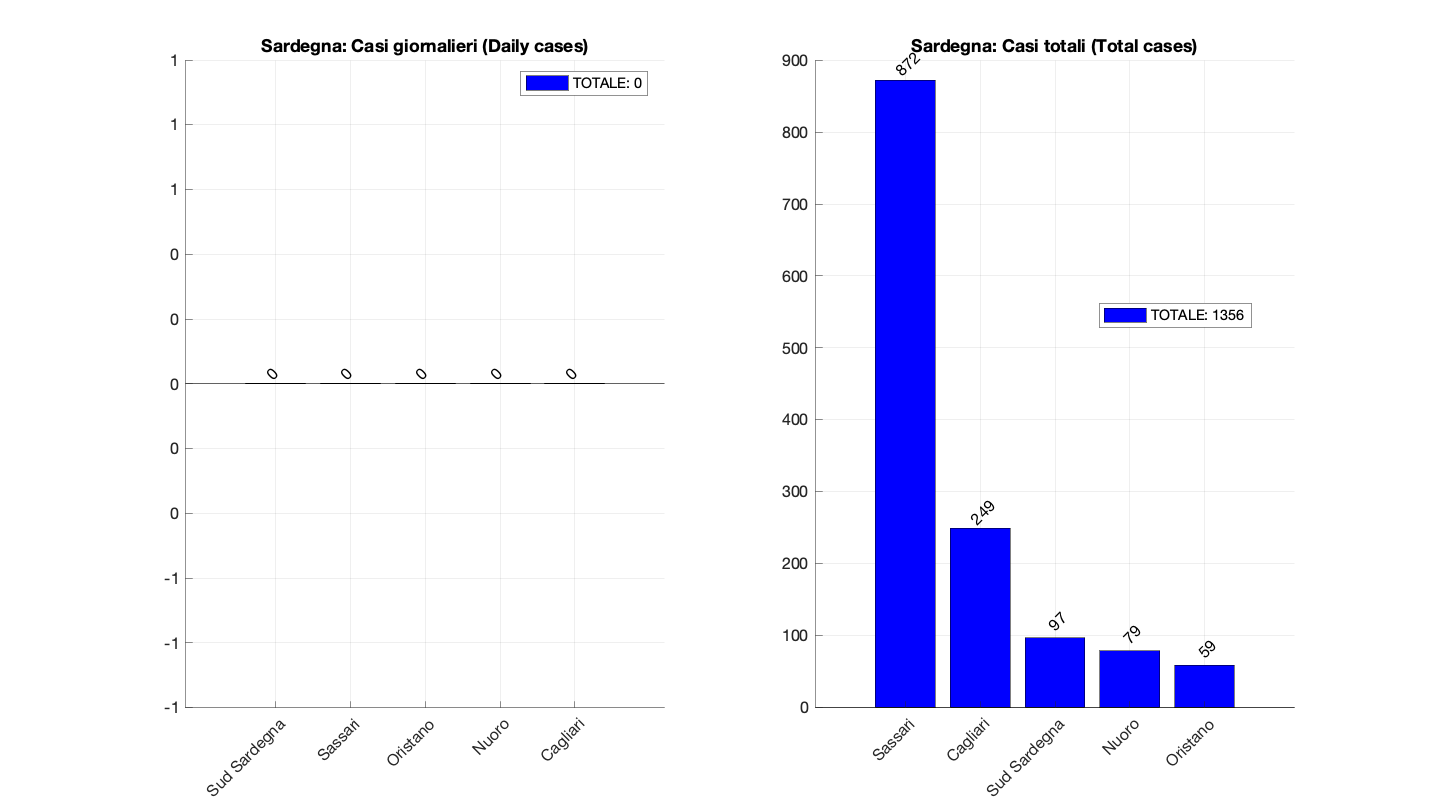 Sardegna: Casi giornalieri (Daily cases)
TOTALE: 0
1
1
1
0
0
0
0
0
-1
-1
-1
0 0 0 0 0
Sud Sardegna Sassari Oristano Nuoro Cagliari
Sardegna: Casi totali (Total cases)
TOTALE: 1356
900
800
700
600
500
400
300
200
100
0
872 249 97 79 59
Sassari Cagliari Sud Sardegna Nuoro Oristano